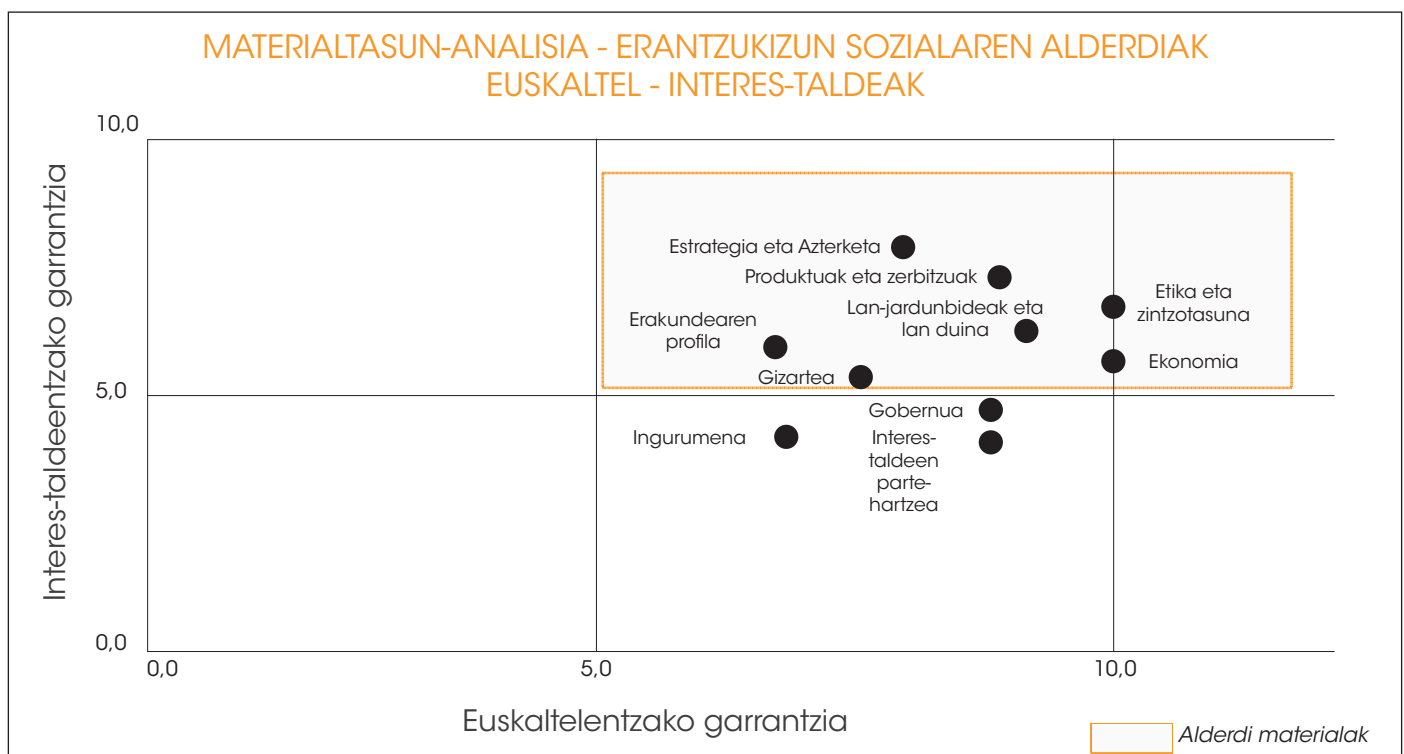 MATERIALTASUN-ANALISIA - ERANTZUKIZUN SOZIALAREN ALDERDIAK
EUSKALTEL - INTERES-TALDEAK
Interes-taldeentzako garrantzia
10,0
5,0
0,0
Estrategia eta Azterketa
Produktuak eta zerbitzuak
Etika eta
zintzotasuna
Lan-jardunbideak eta
lan duina
Erakundearen
profila
Ekonomia
Gizartea
Gobernua
Ingurumena
Interes-
taldeen
parte-
hartzea
0,0
5,0
10,0
Euskaltelentzako garrantzia
Alderdi materialak